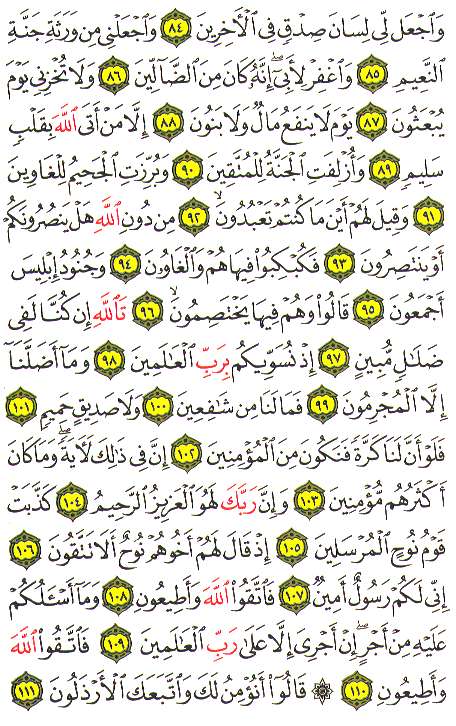 وَٱجْعَل لِّى لِسَانَ صِدْقٍ فِى ٱلْءَاخِرِينَ ٨٤ وَٱجْعَلْنِى مِن وَرَثَةِ جَنَّةِ
ٱلنَّعِيمِ ٨٥ وَٱغْفِرْ لِأَبِىٓ إِنَّهُۥ كَانَ مِنَ ٱلضَّآلِّينَ ٨٦ وَلَا تُخْزِنِى يَوْمَ
يُبْعَثُونَ ٨٧ يَوْمَ لَا يَنفَعُ مَالٌ وَلَا بَنُونَ ٨٨ إِلَّا مَنْ أَتَى ٱللَّهَ بِقَلْبٍ
سَلِيمٍ ٨٩ وَأُزْلِفَتِ ٱلْجَنَّةُ لِلْمُتَّقِينَ ٩٠ وَبُرِّزَتِ ٱلْجَحِيمُ لِلْغَاوِينَ
٩١ وَقِيلَ لَهُمْ أَيْنَ مَا كُنتُمْ تَعْبُدُونَ ٩٢ مِن دُونِ ٱللَّهِ هَلْ يَنصُرُونَكُمْ
أَوْ يَنتَصِرُونَ ٩٣ فَكُبْكِبُوا۟ فِيهَا هُمْ وَٱلْغَاوُۥنَ ٩٤ وَجُنُودُ إِبْلِيسَ
أَجْمَعُونَ ٩٥ قَالُوا۟ وَهُمْ فِيهَا يَخْتَصِمُونَ ٩٦ تَٱللَّهِ إِن كُنَّا لَفِى
ضَلَٰلٍ مُّبِينٍ ٩٧ إِذْ نُسَوِّيكُم بِرَبِّ ٱلْعَٰلَمِينَ ٩٨ وَمَآ أَضَلَّنَآ
إِلَّا ٱلْمُجْرِمُونَ ٩٩ فَمَا لَنَا مِن شَٰفِعِينَ ١٠٠ وَلَا صَدِيقٍ حَمِيمٍ ١٠١
فَلَوْ أَنَّ لَنَا كَرَّةً فَنَكُونَ مِنَ ٱلْمُؤْمِنِينَ ١٠٢ إِنَّ فِى ذَٰلِكَ لَءَايَةً ۖ وَمَا كَانَ
أَكْثَرُهُم مُّؤْمِنِينَ ١٠٣ وَإِنَّ رَبَّكَ لَهُوَ ٱلْعَزِيزُ ٱلرَّحِيمُ ١٠٤ كَذَّبَتْ
قَوْمُ نُوحٍ ٱلْمُرْسَلِينَ ١٠٥ إِذْ قَالَ لَهُمْ أَخُوهُمْ نُوحٌ أَلَا تَتَّقُونَ ١٠٦
إِنِّى لَكُمْ رَسُولٌ أَمِينٌ ١٠٧ فَٱتَّقُوا۟ ٱللَّهَ وَأَطِيعُونِ ١٠٨ وَمَآ أَسْـَٔلُكُمْ
عَلَيْهِ مِنْ أَجْرٍ ۖ إِنْ أَجْرِىَ إِلَّا عَلَىٰ رَبِّ ٱلْعَٰلَمِينَ ١٠٩ فَٱتَّقُوا۟ ٱللَّهَ
وَأَطِيعُونِ ١١٠ ۞ قَالُوٓا۟ أَنُؤْمِنُ لَكَ وَٱتَّبَعَكَ ٱلْأَرْذَلُونَ ١١١